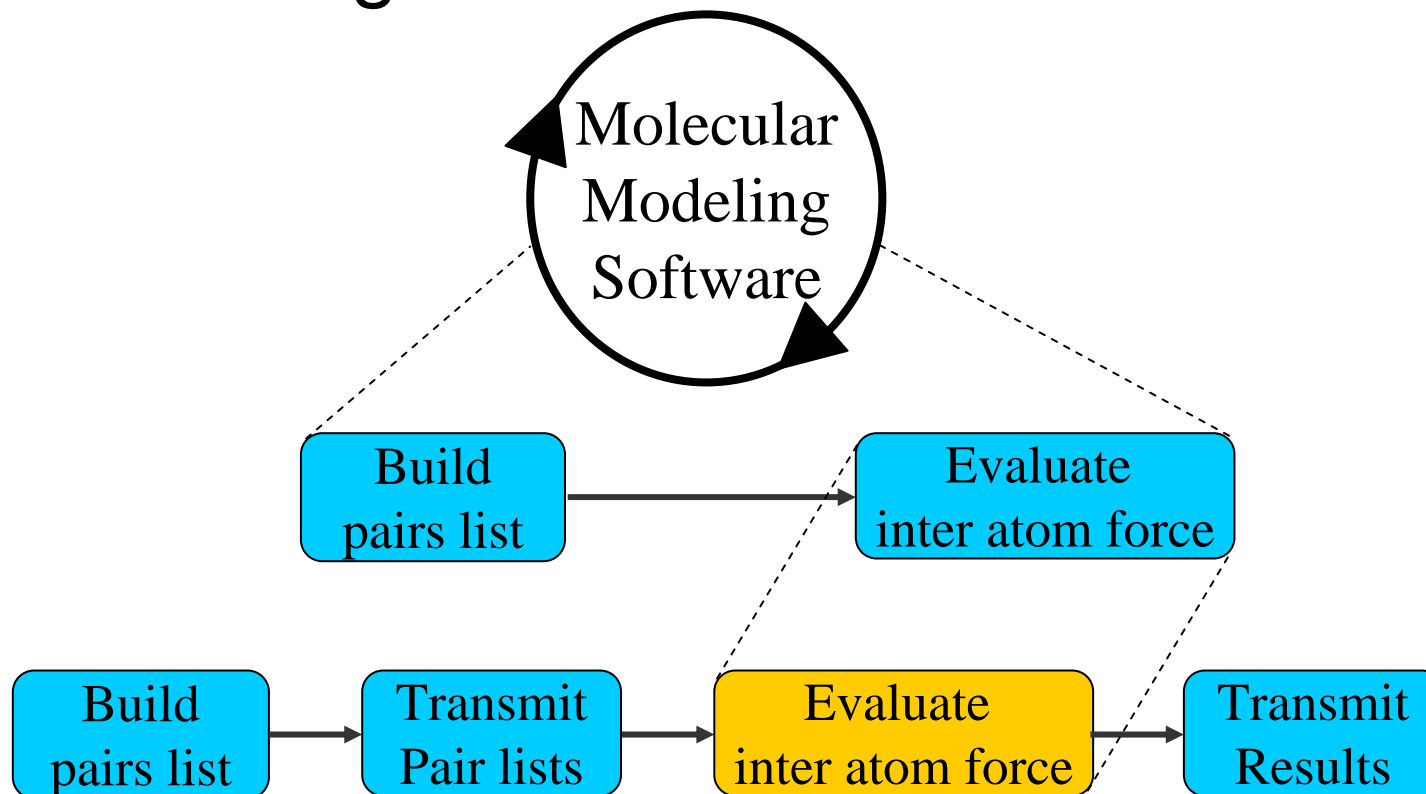 Molecular
Modeling
Software
Build
pairs list
Evaluate
inter atom force
Build
pairs list
Transmit
Pair lists
Evaluate
inter atom force
Transmit
Results